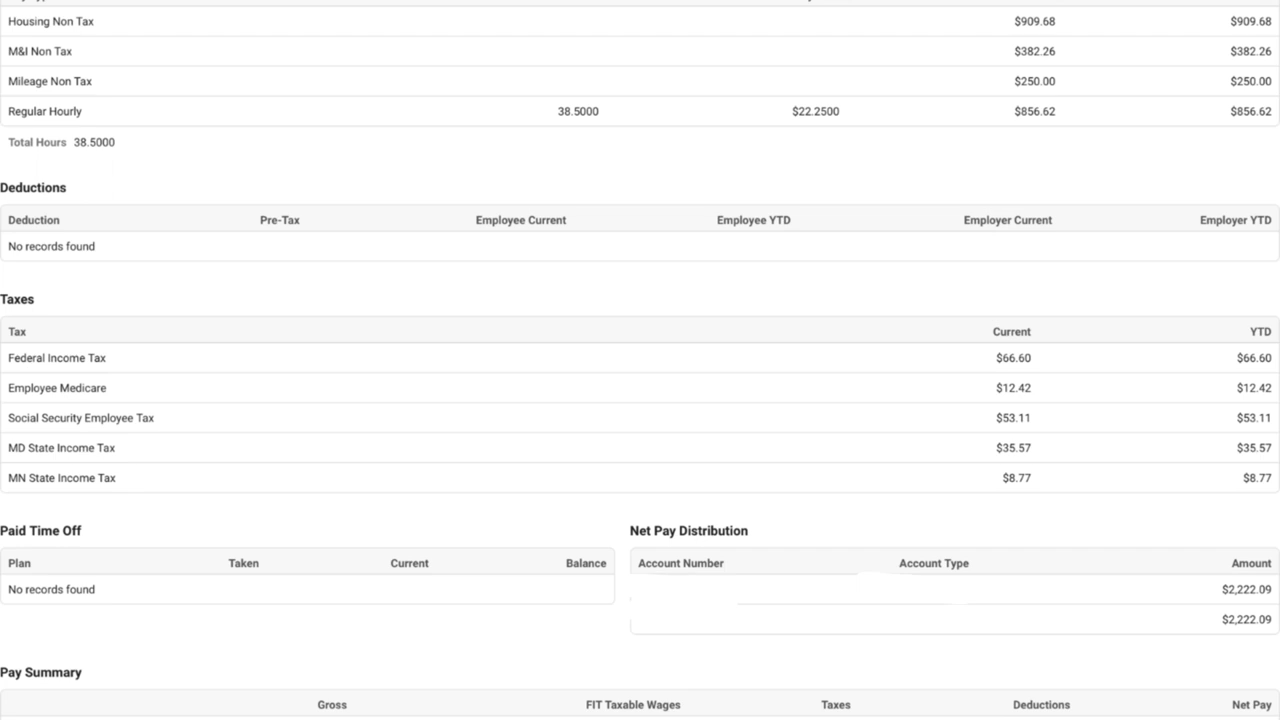 Housing Non Tax $909.68 $909.68
M&I Non Tax $382.26 $382.26
Mileage Non Tax $250.00 $250.00
Regular Hourly 38.5000 $22.2500 $856.62 $856.62
Total Hours 38.5000
Deductions
Deduction Pre-Tax Employee Current Employee YTD Employer Current Employer YTD
No records found
Taxes
Tax Current YTD
Federal Income Tax $66.60 $66.60
Employee Medicare $12.42 $12.42
Social Security Employee Tax $53.11 $53.11
MD State Income Tax $35.57 $35.57
MN State Income Tax $8.77 $8.77
Paid Time Off
Plan Taken Current Balance
No records found
Net Pay Distribution
Account Number Account Type Amount
$2,222.09
$2,222.09
Pay Summary
Gross FIT Taxable Wages Taxes Deductions Net Pay